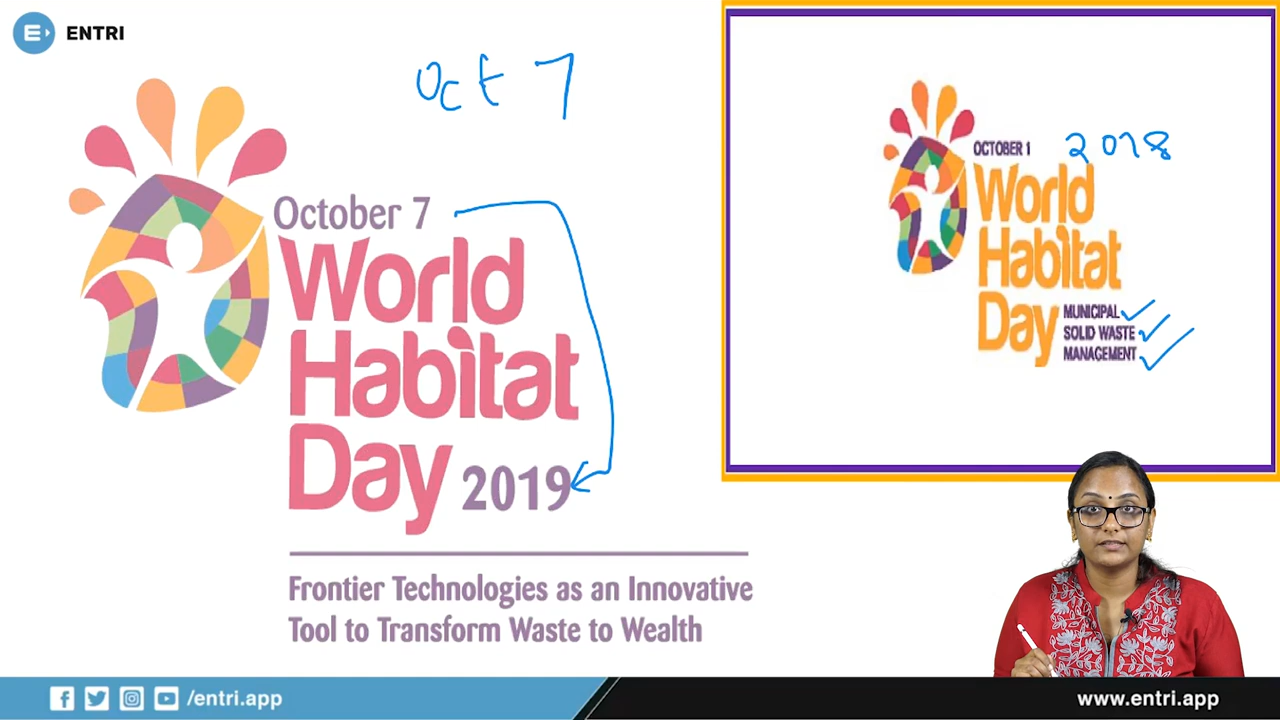 ENTRI
Oct 7
October 7
World
Habitat
Day 2019
Frontier Technologies as an Innovative
Tool to Transform Waste to Wealth
OCTOBER 1 2018
World
Habitat
Day
MUNICIPAL
SOLID WASTE
MANAGEMENT
/entri.app
www.entri.app